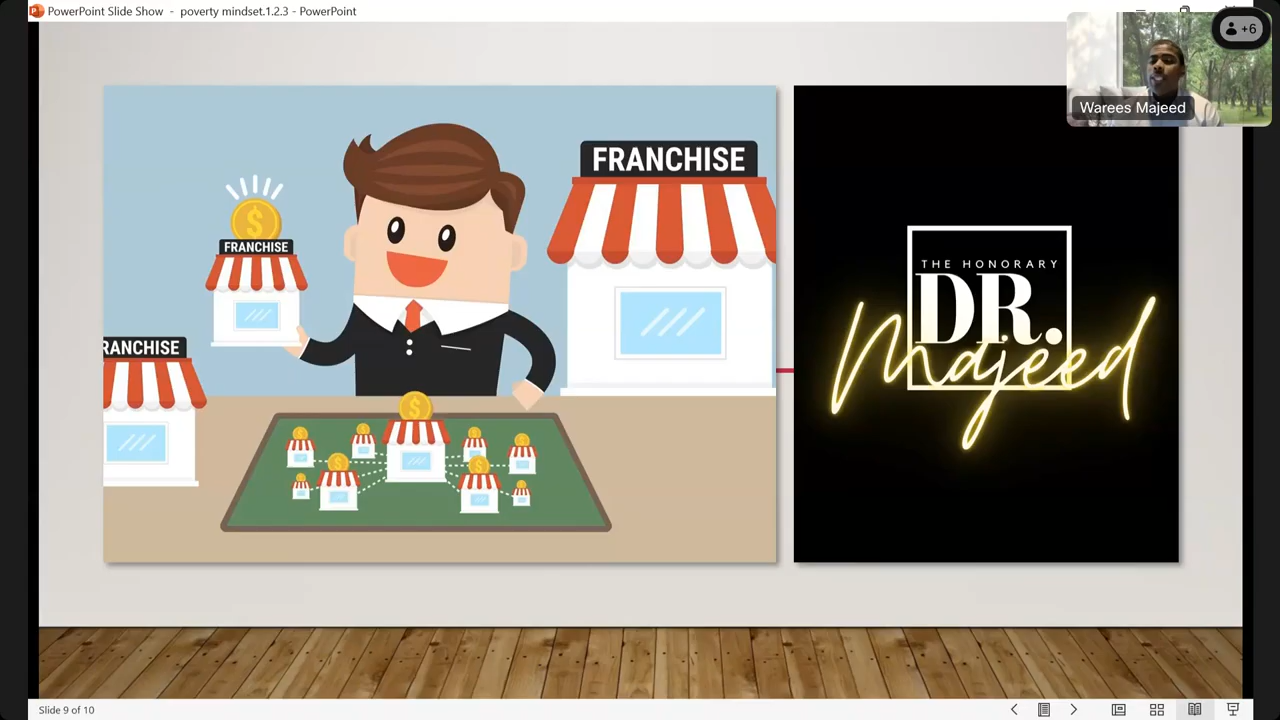 PowerPoint Slide Show - poverty mindset.1.2.3 - PowerPoint
+6
Warees Majeed
FRANCHISE
FRANCHISE
RANCHISE
THE HONORARY
DR.
Majeed
Slide 9 of 10